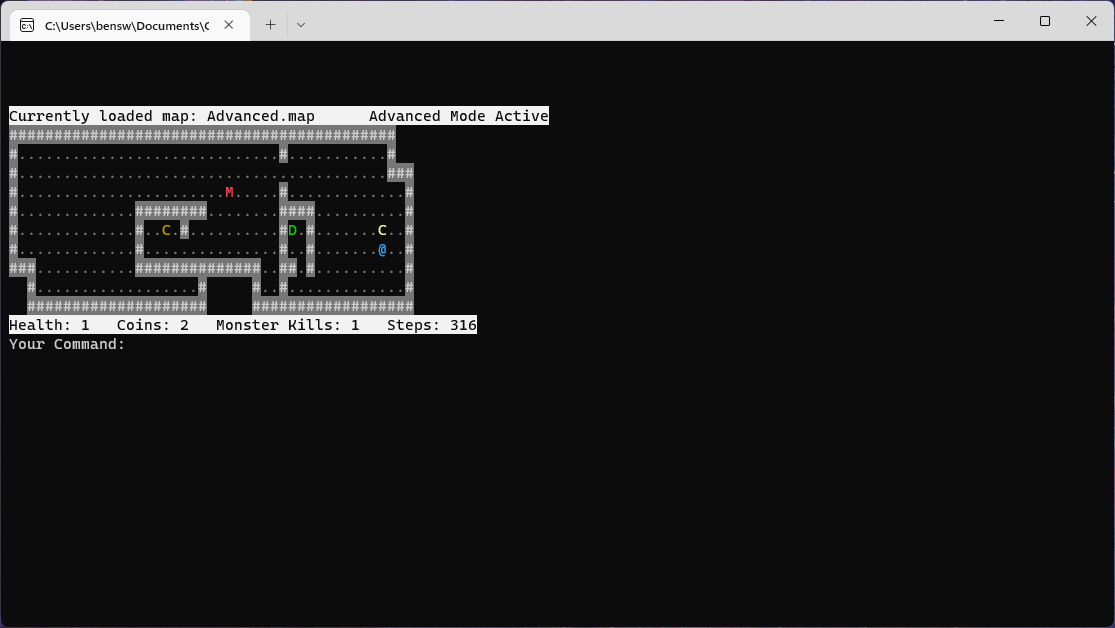 C:\Users\bensw\Documents\C
Currently loaded map: Advanced.map      Advanced Mode Active
###########################################
#.............................#...........#
#.........................................###
#.......................M.....#.............#
#.............########........####..........#
#.............#..C.#..........#D.#.......C..#
#.............#...............#..#.......@..#
###...........##############..##.#..........#
  #..................#     #..#.............#
  ####################     ##################
Health: 1   Coins: 2   Monster Kills: 1   Steps: 316
Your Command: